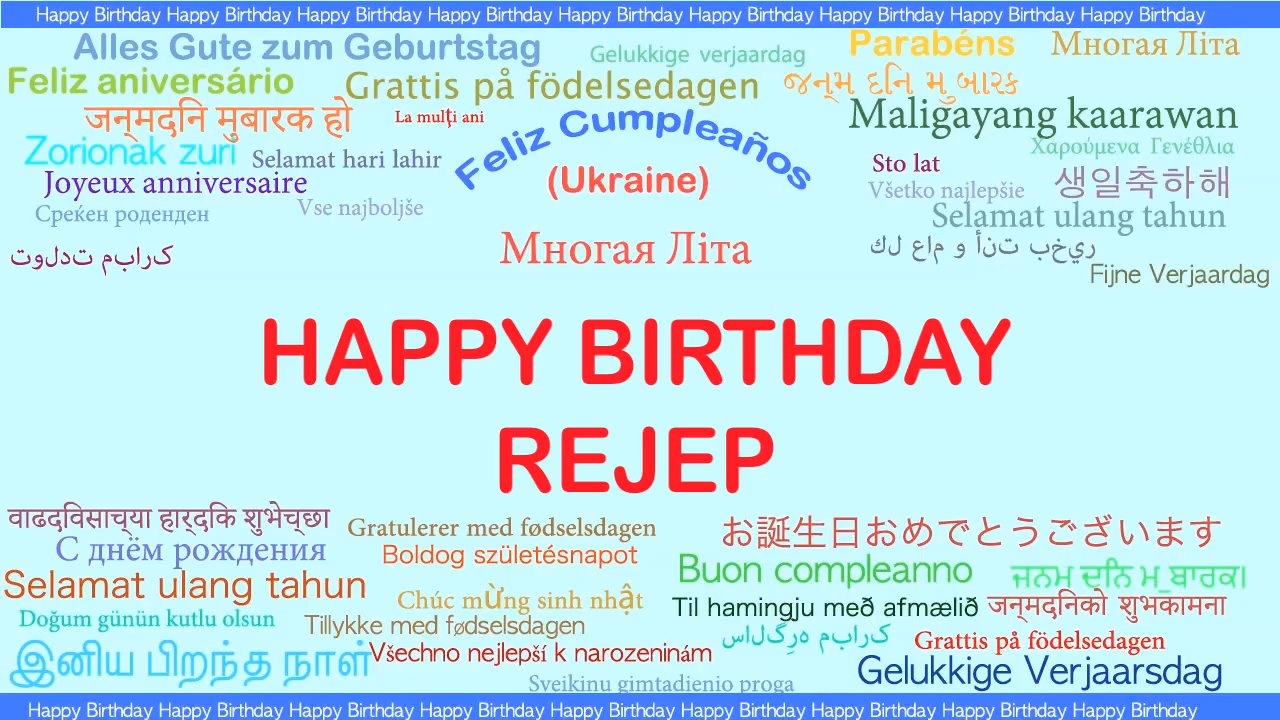 Happy Birthday Happy Birthday Happy Birthday Happy Birthday Happy Birthday Happy Birthday Happy Birthday Happy Birthday Happy Birthday
Alles Gute zum Geburtstag
Gelukkige verjaardag
Parabéns
Многая Літа
Feliz aniversário
Grattis på födelsedagen
જન્મ દનિ મુ બારક
जन्मदनि मुबारक हो
La mulți ani
Feliz Cumpleaños
Maligayang kaarawan
Zorionak zuri
Selamat hari lahir
Χαρούμενα Γενέθλια
Joyeux anniversaire
(Ukraine)
Sto lat
Všetko najlepšie
생일축하해
Среќен роденден
Vse najboljše
Selamat ulang tahun
تولدت مبارک
Многая Літа
كل عام و أنت بخير
Fijne Verjaardag
HAPPY BIRTHDAY
REJEP
वाढदविसाच्या हार्दकि शुभेच्छा
Gratulerer med fødselsdagen
お誕生日おめでとうございます
С днём рождения
Boldog születésnapot
Buon compleanno
ਜਨਮ ਦਨਿ ਮੁਬਾਰਕ।
Selamat ulang tahun
Chúc mừng sinh nhật
Til hamingju með afmælið
जन्मदनिको शुभकामना
Doğum günün kutlu olsun
Tillykke med fødselsdagen
سالگرہ مبارک
Grattis på födelsedagen
இனிய பிறந்த நாள்
Všechno nejlepší k narozeninám
Gelukkige Verjaarsdag
Sveikinu gimtadienio proga
Happy Birthday Happy Birthday Happy Birthday Happy Birthday Happy Birthday Happy Birthday Happy Birthday Happy Birthday Happy Birthday